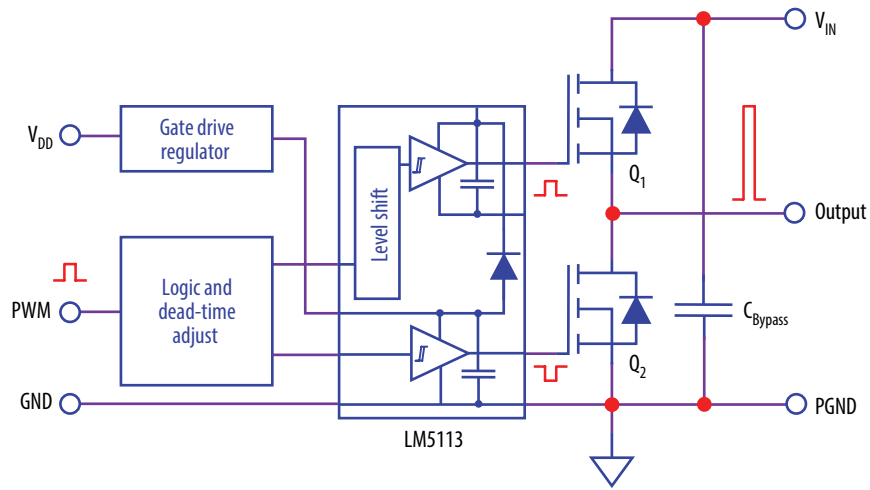 V_IN
V_DD
Gate drive
regulator
Level shift
Q_1
Output
Logic and
dead-time
adjust
PWM
C_Bypass
Q_2
GND
PGND
LM5113